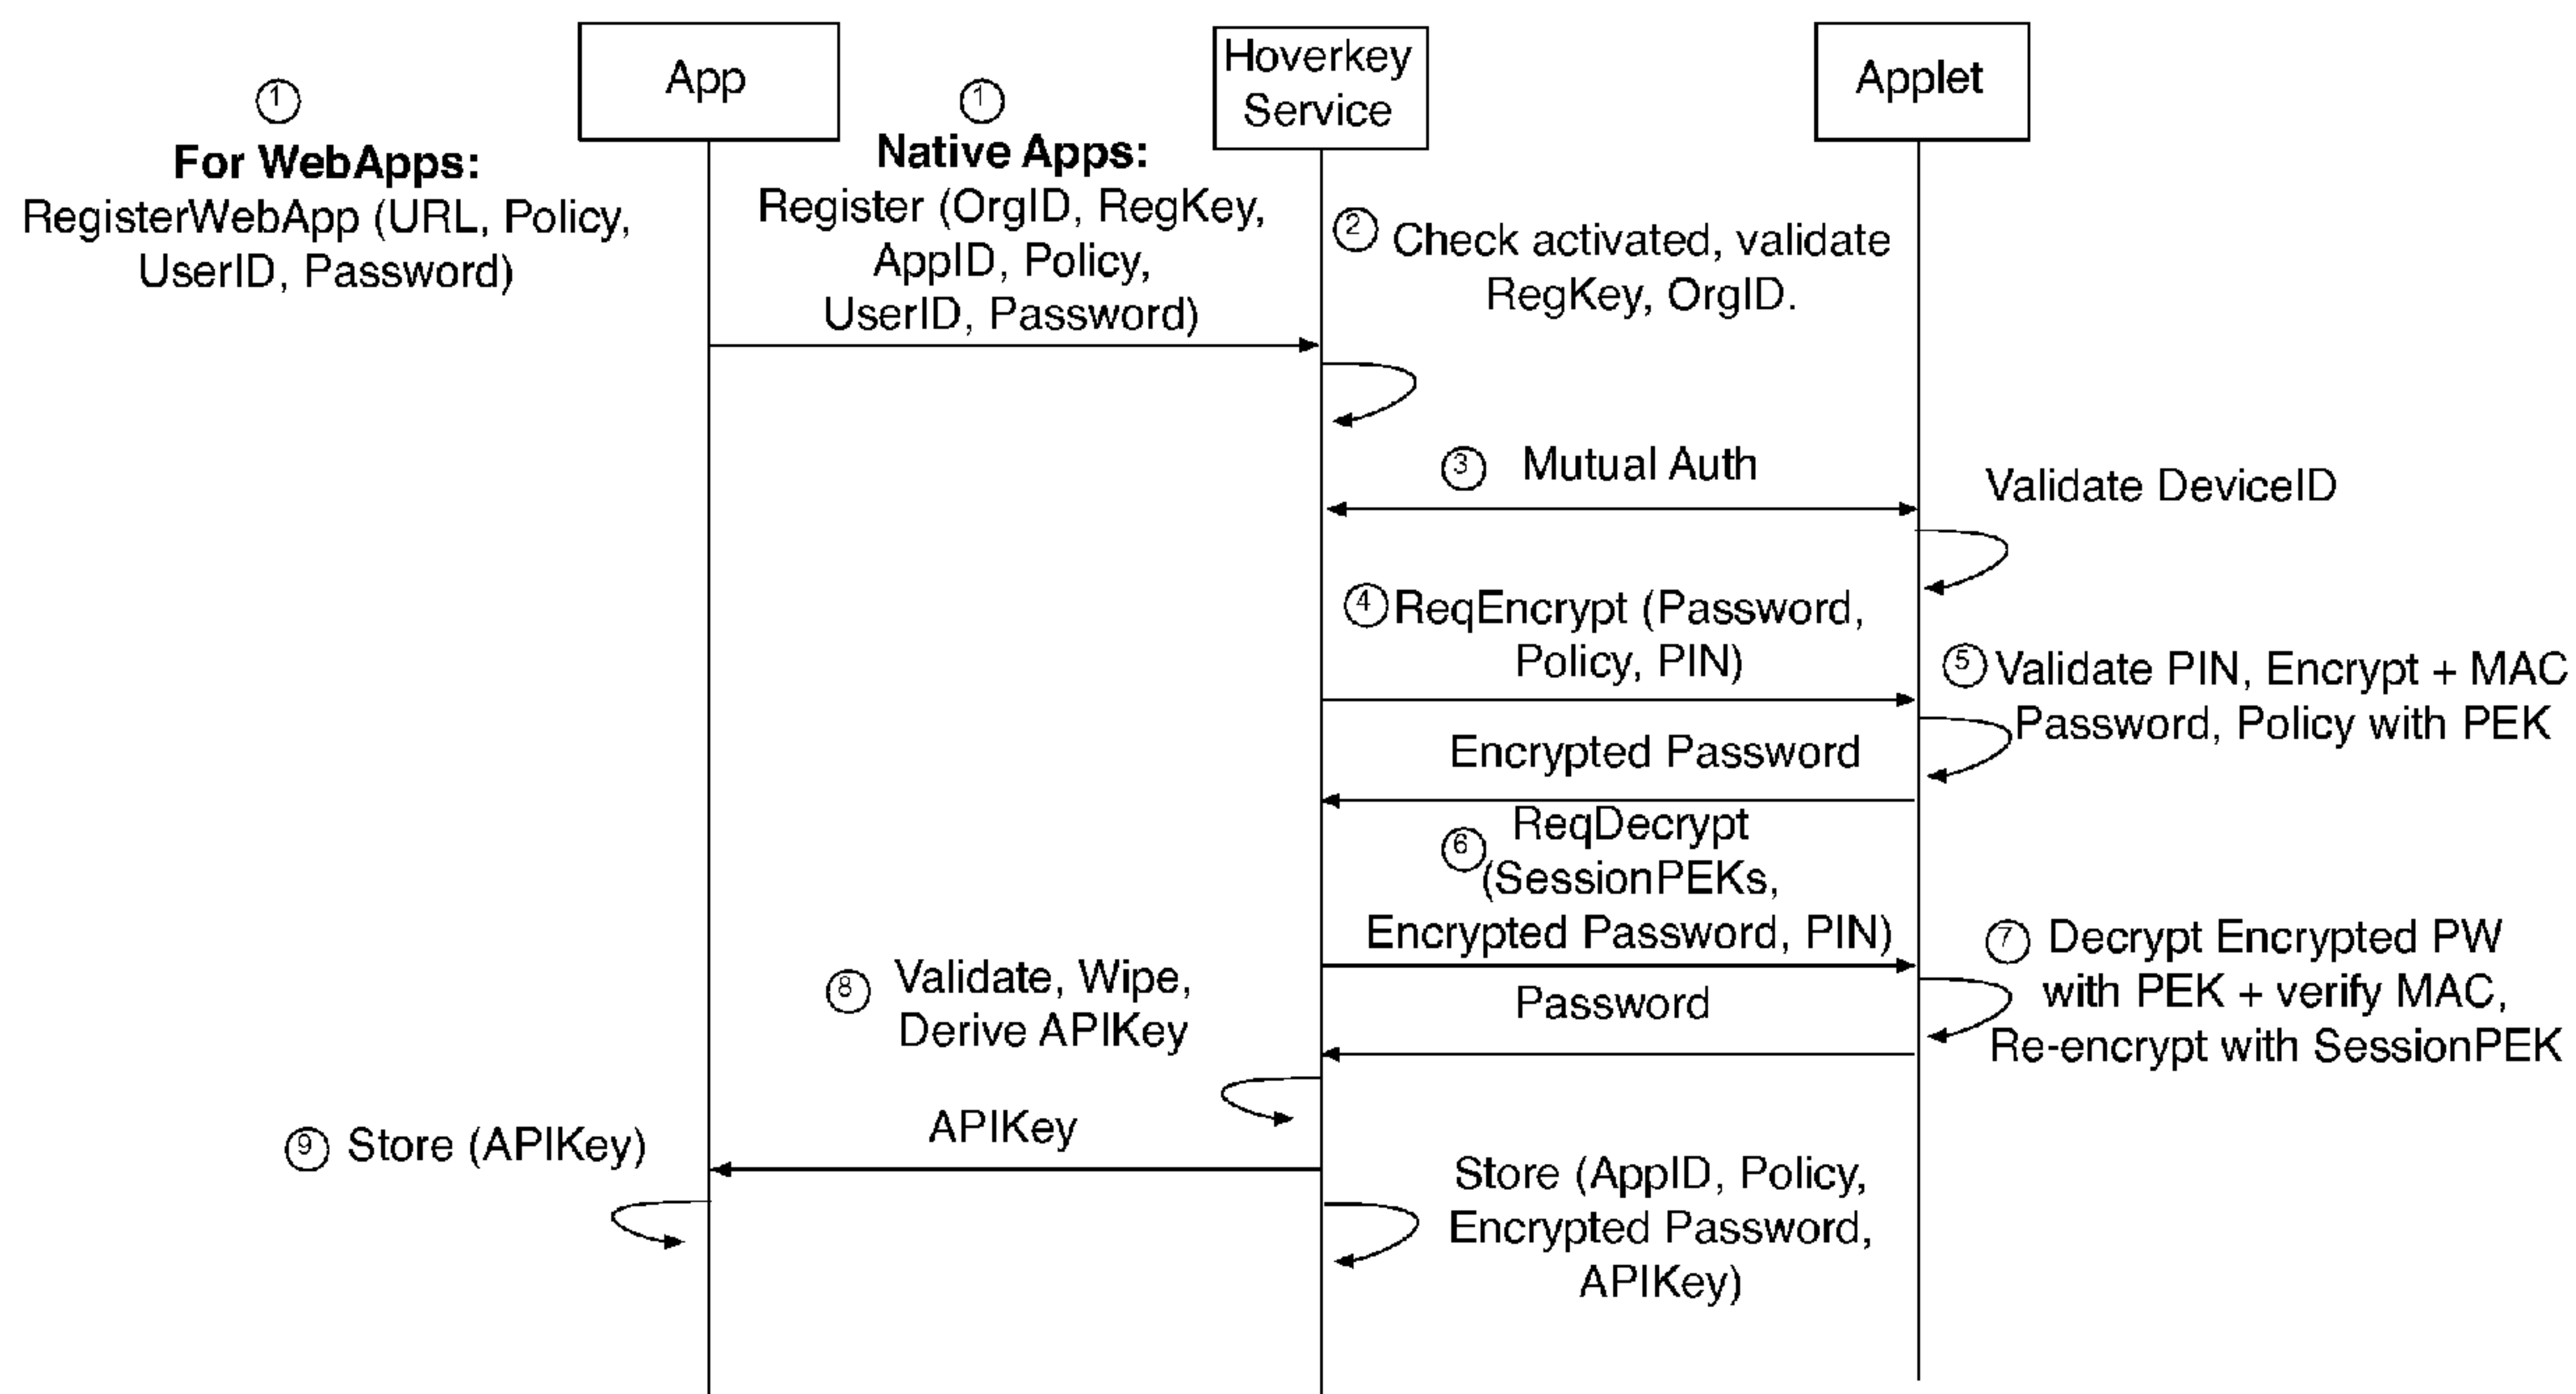 App
Hoverkey
Service
Applet
1
For WebApps:
RegisterWebApp (URL, Policy,
UserID, Password)
1
Native Apps:
Register (OrgID, RegKey,
AppID, Policy,
UserID, Password)
2 Check activated, validate
RegKey, OrgID.
3 Mutual Auth
Validate DeviceID
4 ReqEncrypt (Password,
Policy, PIN)
5 Validate PIN, Encrypt + MAC
Password, Policy with PEK
Encrypted Password
6 ReqDecrypt
(SessionPEKs,
Encrypted Password, PIN)
7 Decrypt Encrypted PW
with PEK + verify MAC,
Re-encrypt with SessionPEK
Password
8 Validate, Wipe,
Derive APIKey
APIKey
9 Store (APIKey)
Store (AppID, Policy,
Encrypted Password,
APIKey)